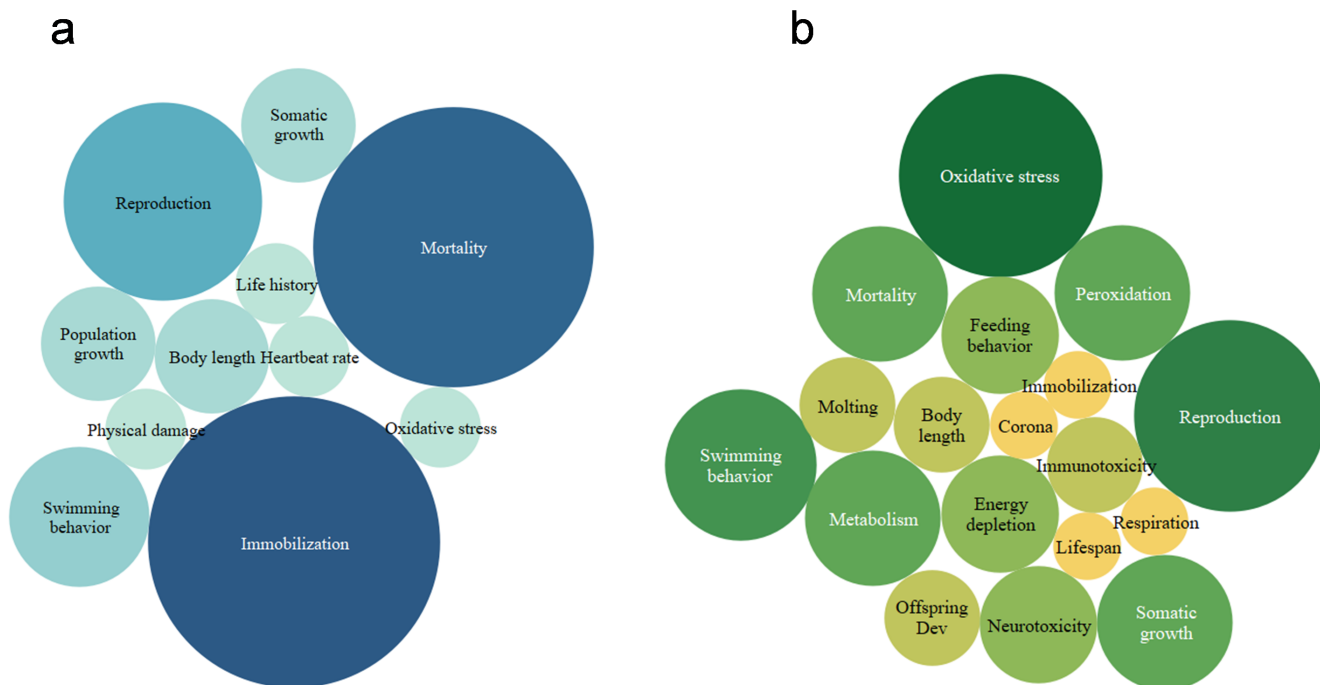 a
Somatic
growth
Reproduction
Mortality
Life history
Population
growth
Body length
Heartbeat rate
Physical damage
Oxidative stress
Swimming
behavior
Immobilization
b
Oxidative stress
Mortality
Peroxidation
Feeding
behavior
Immobilization
Molting
Body
length
Corona
Reproduction
Swimming
behavior
Immunotoxicity
Metabolism
Energy
depletion
Respiration
Lifespan
Offspring
Dev
Neurotoxicity
Somatic
growth